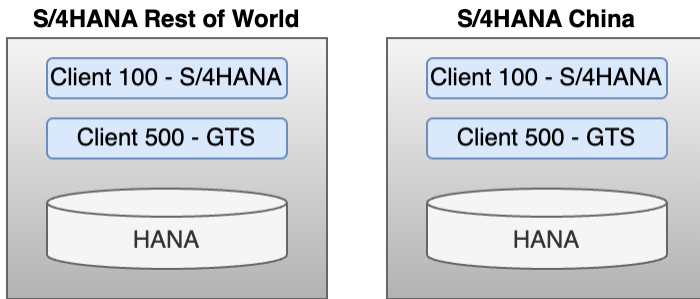 S/4HANA Rest of World
Client 100 - S/4HANA
Client 500 - GTS
HANA
S/4HANA China
Client 100 - S/4HANA
Client 500 - GTS
HANA